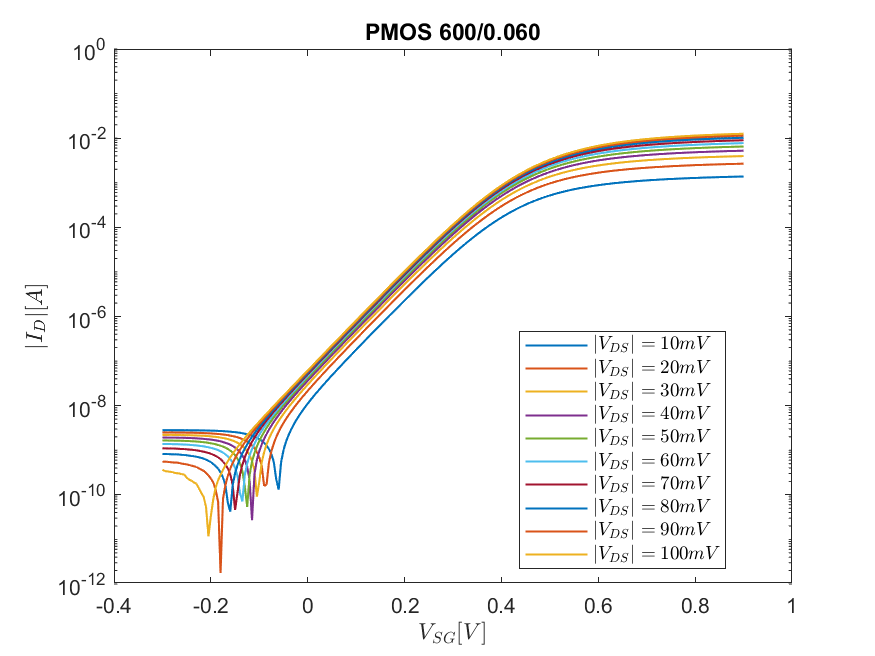 PMOS 600/0.060
10^0
10^-2
10^-4
10^-6
10^-8
10^-10
10^-12
|I_D|[A]
-0.4 -0.2 0 0.2 0.4 0.6 0.8 1
V_SG[V]
|V_DS| = 10mV
|V_DS| = 20mV
|V_DS| = 30mV
|V_DS| = 40mV
|V_DS| = 50mV
|V_DS| = 60mV
|V_DS| = 70mV
|V_DS| = 80mV
|V_DS| = 90mV
|V_DS| = 100mV